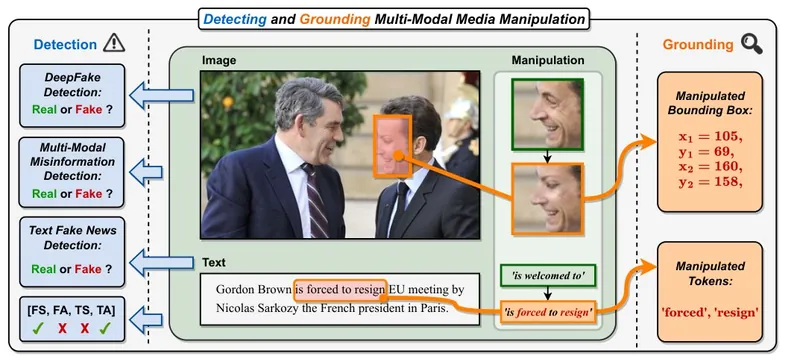 Detecting and Grounding Multi-Modal Media Manipulation
Detection
DeepFake
Detection:
Real or Fake ?
Multi-Modal
Misinformation
Detection:
Real or Fake ?
Text Fake News
Detection:
Real or Fake ?
[FS, FA, TS, TA]
✓ X X ✓
Image
Manipulation
Text
Gordon Brown is forced to resign EU meeting by
Nicolas Sarkozy the French president in Paris.
'is welcomed to'
'is forced to resign'
Grounding
Manipulated
Bounding Box:
x₁ = 105,
y₁ = 69,
x₂ = 160,
y₂ = 158,
Manipulated
Tokens:
'forced', 'resign'